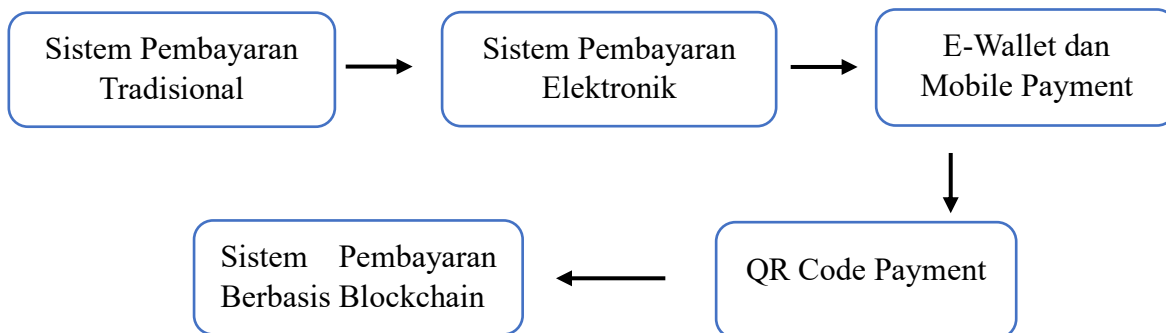 Sistem Pembayaran
Tradisional
Sistem Pembayaran
Elektronik
E-Wallet dan
Mobile Payment
QR Code Payment
Sistem Pembayaran
Berbasis Blockchain